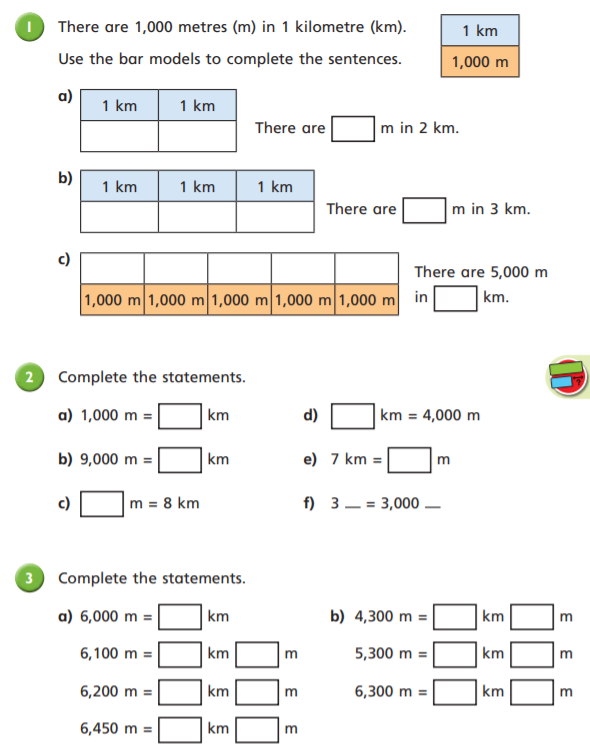 1 There are 1,000 metres (m) in 1 kilometre (km).
Use the bar models to complete the sentences.
1 km
1,000 m
a) 1 km 1 km
There are m in 2 km.
b) 1 km 1 km 1 km
There are m in 3 km.
c) 1,000 m 1,000 m 1,000 m 1,000 m 1,000 m
There are 5,000 m
in km.
2 Complete the statements.
a) 1,000 m = km
b) 9,000 m = km
c) m = 8 km
d) km = 4,000 m
e) 7 km = m
f) 3 __ = 3,000 __
?
3 Complete the statements.
a) 6,000 m = km
6,100 m = km m
6,200 m = km m
6,450 m = km m
b) 4,300 m = km m
5,300 m = km m
6,300 m = km m